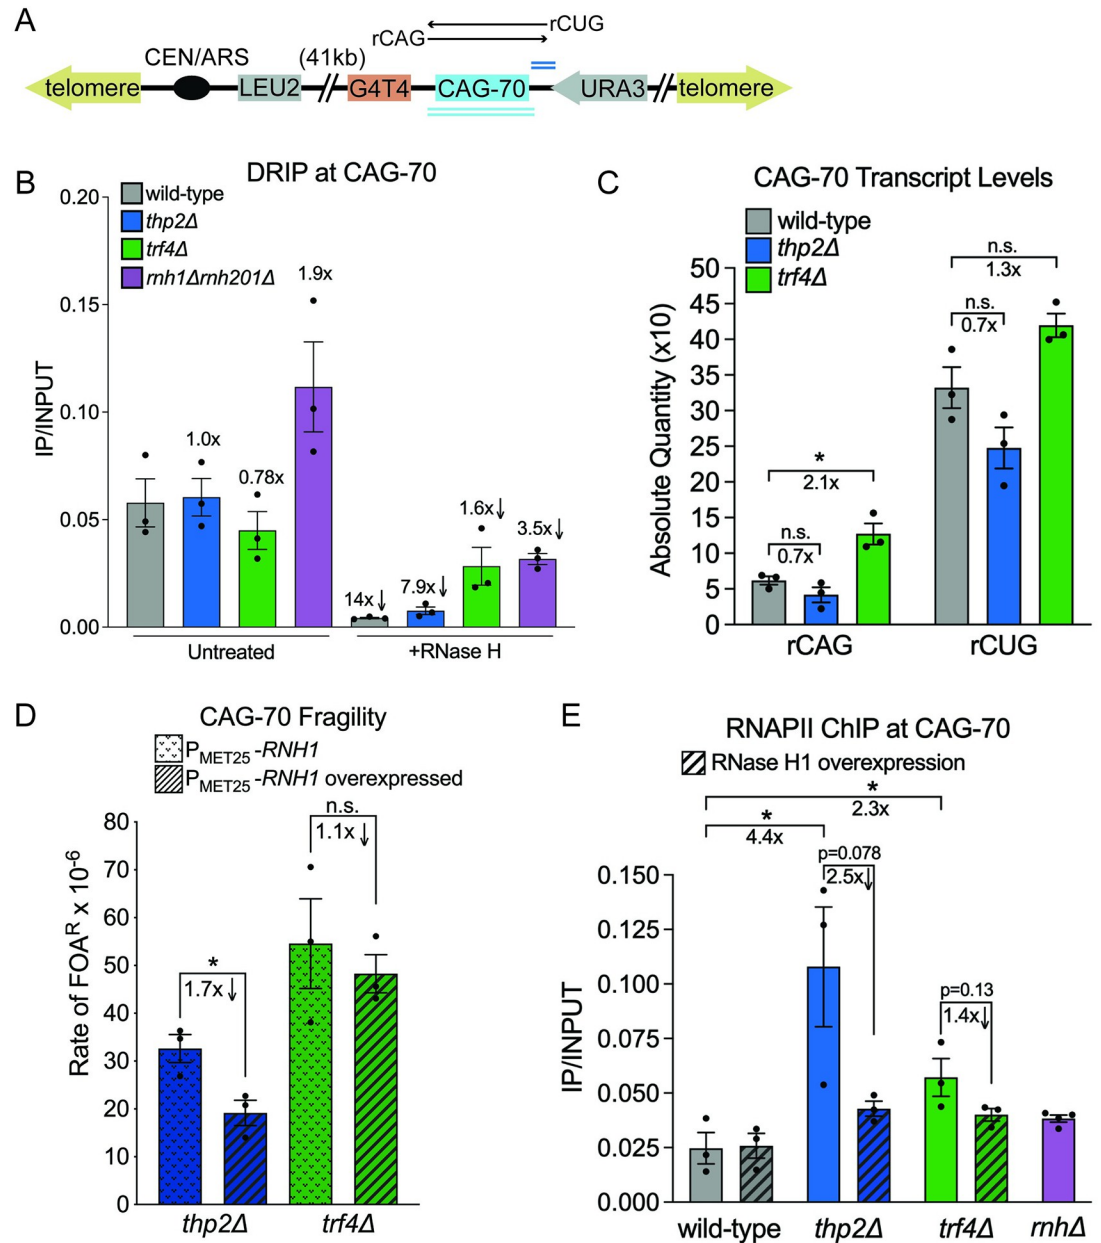 A
rCUG
rCAG
CEN/ARS
(41kb)
telomere
LEU2
G4T4
CAG-70
URA3
telomere
B
DRIP at CAG-70
wild-type
thp2Δ
trf4Δ
rnh1Δrnh201Δ
IP/INPUT
0.20
0.15
0.10
0.05
0.00
1.0x
0.78x
1.9x
14x↓
7.9x↓
1.6x↓
3.5x↓
Untreated
+RNase H
C
CAG-70 Transcript Levels
wild-type
thp2Δ
trf4Δ
Absolute Quantity (x10)
50
45
40
35
30
25
20
15
10
5
0
n.s.
0.7x
*
2.1x
n.s.
0.7x
n.s.
1.3x
rCAG
rCUG
D
CAG-70 Fragility
PMET25-RNH1
PMET25-RNH1 overexpressed
Rate of FOAR x 10-6
80
70
60
50
40
30
20
10
0
*
1.7x↓
n.s.
1.1x↓
thp2Δ
trf4Δ
E
RNAPII ChIP at CAG-70
RNase H1 overexpression
*
2.3x
*
4.4x
p=0.078
2.5x↓
p=0.13
1.4x↓
IP/INPUT
0.150
0.125
0.100
0.075
0.050
0.025
0.000
wild-type
thp2Δ
trf4Δ
rnhΔ